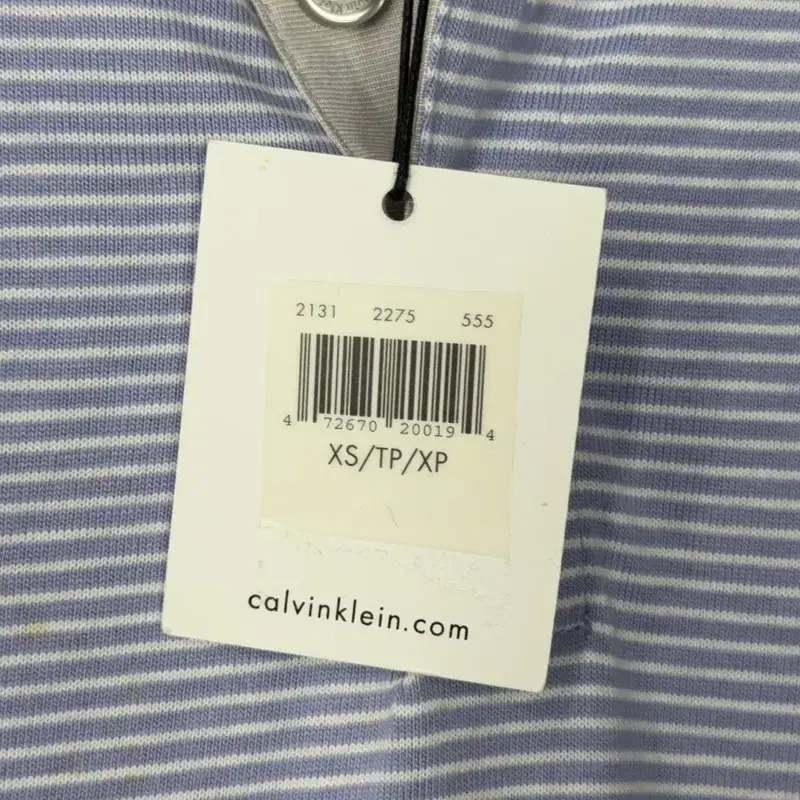 2131 2275 555
4 72670 20019 4
XS/TP/XP
calvinklein.com